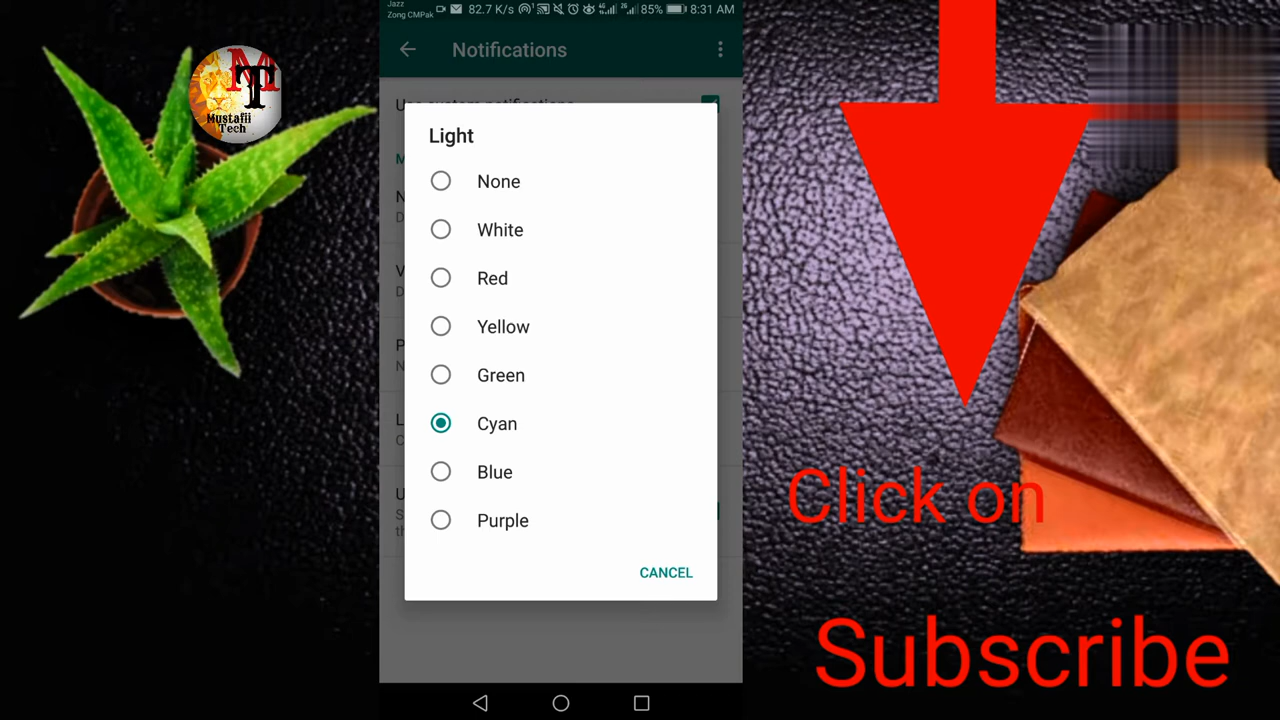 Jazz
Zong CMPak
82.7 K/s
85%
8:31 AM
Notifications
MT
Mustafii
Tech
Light
None
White
Red
Yellow
Green
Cyan
Blue
Purple
CANCEL
Click on
Subscribe